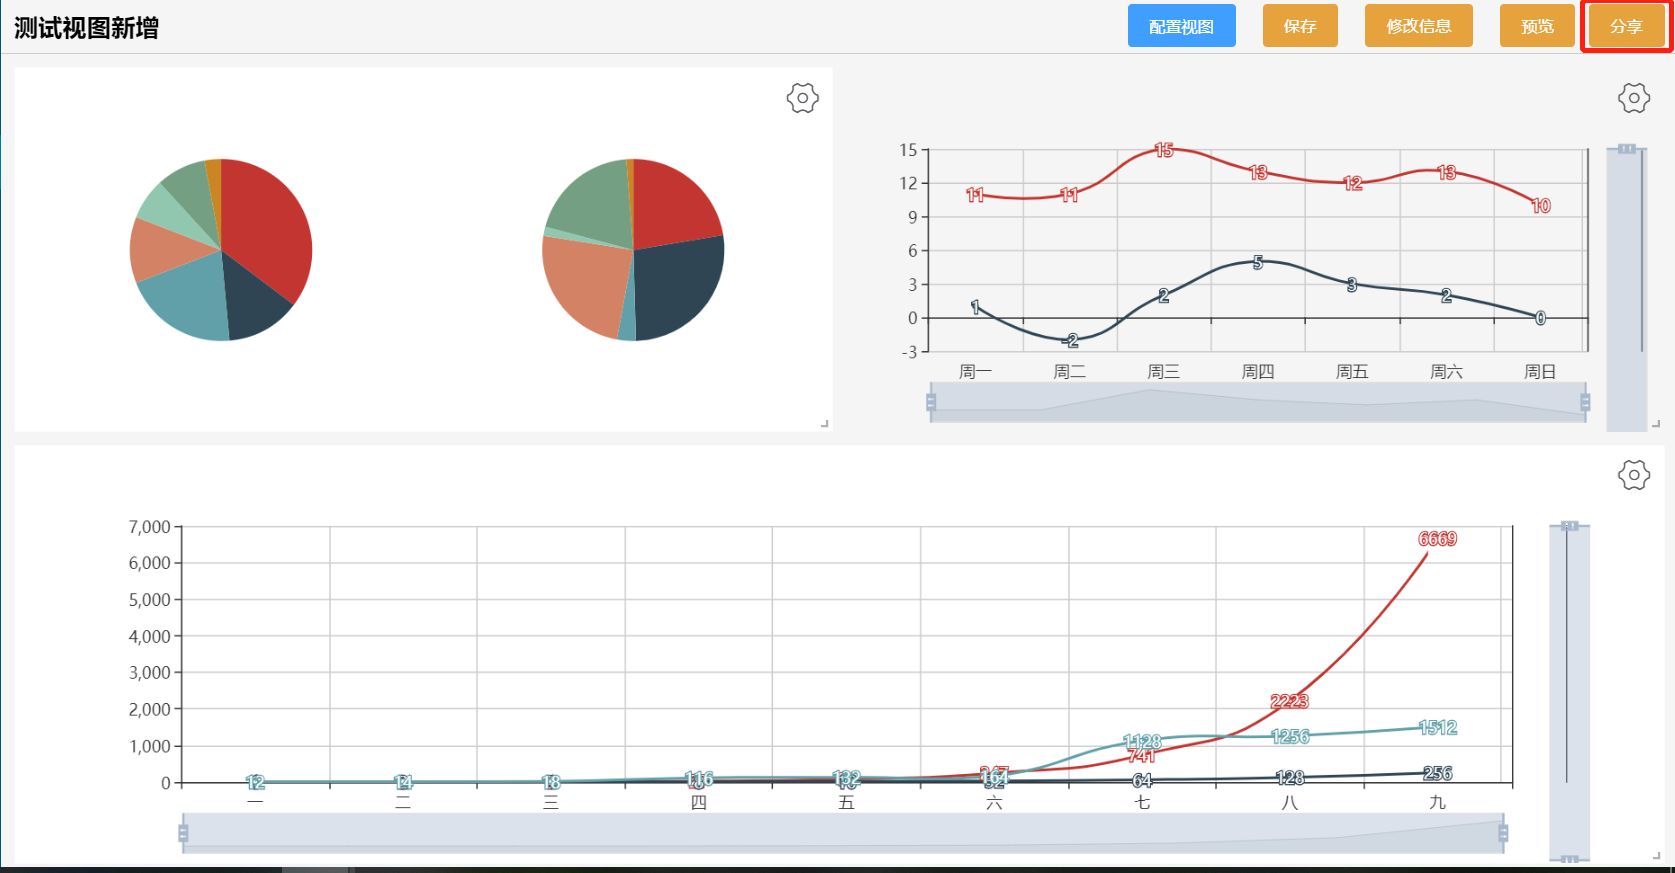 测试视图新增
配置视图 保存 修改信息 预览 分享
15
12
9
6
3
0
-3
11 11 15 13 12 13 10
1 -2 2 5 3 2 0
周一 周二 周三 周四 周五 周六 周日
7,000
6,000
5,000
4,000
3,000
2,000
1,000
0
6669
2223
741
12 14 18 116 132 164 1128 1256 1512
64 128 256
一 二 三 四 五 六 七 八 九